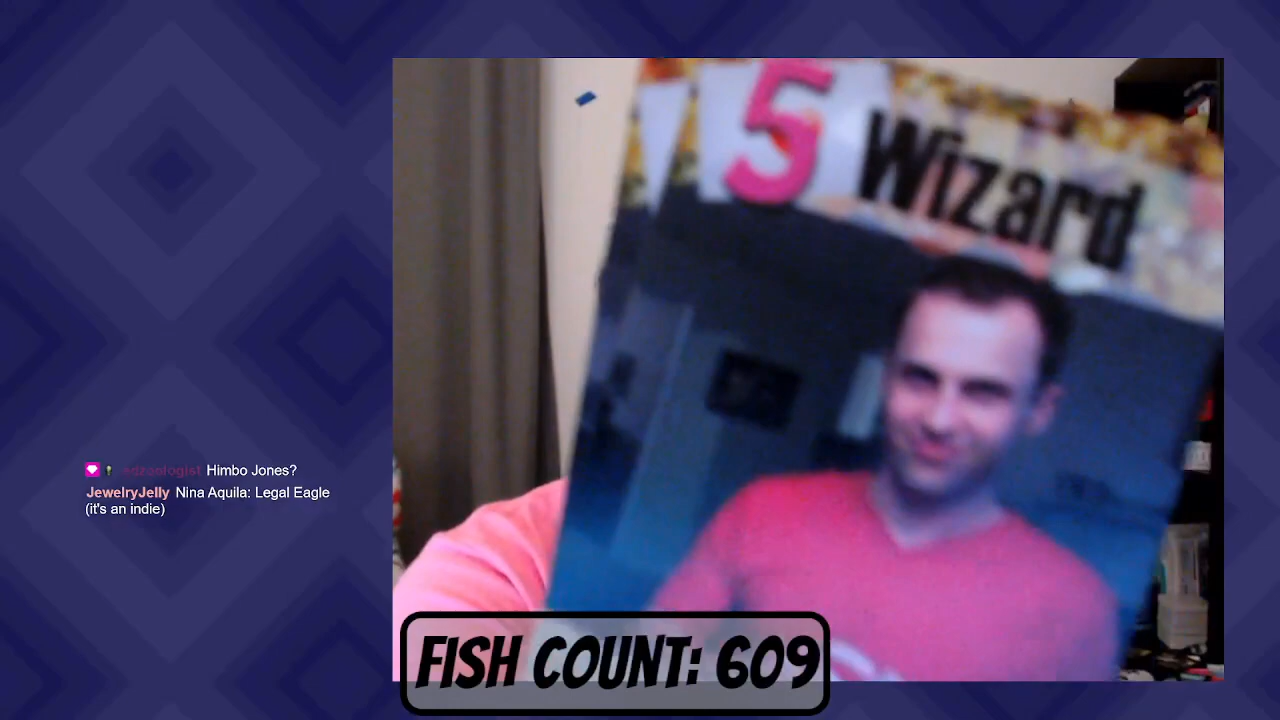 5 Wizard
Himbo Jones?
JewelryJelly Nina Aquila: Legal Eagle
(it's an indie)
FISH COUNT: 609